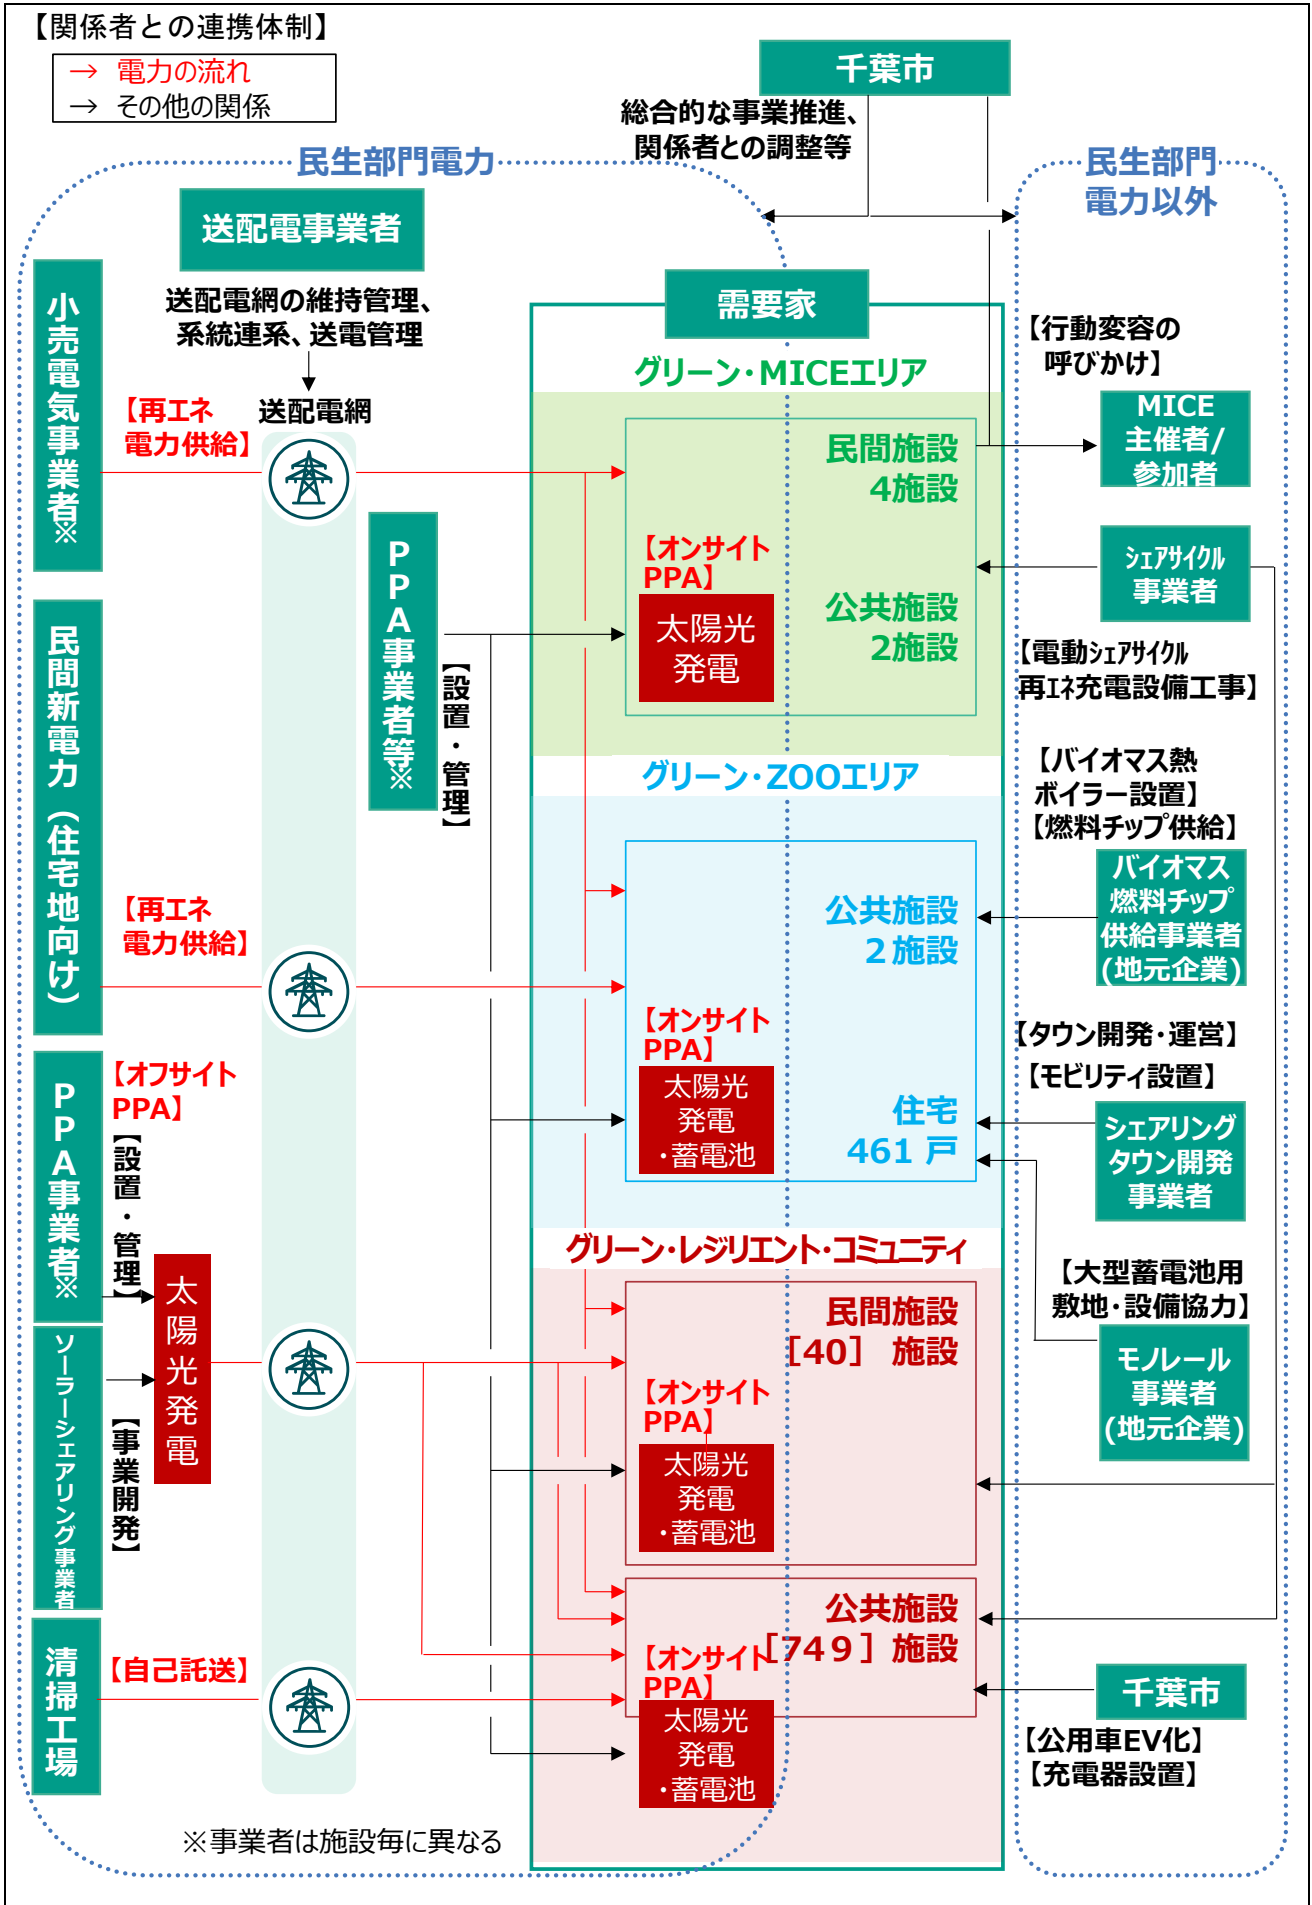 【関係者との連携体制】
→ 電力の流れ
→ その他の関係
千葉市
総合的な事業推進、
関係者との調整等
民生部門電力
民生部門
電力以外
送配電事業者
送配電網の維持管理、
系統連系、送電管理
送配電網
需要家
小売電気事業者※
【再エネ
電力供給】
民間新電力（住宅地向け）
【再エネ
電力供給】
PPA事業者※
【オフサイト
PPA】
【設置・管理】
ソーラーシェアリング事業者
【事業開発】
太陽光発電
清掃工場
【自己託送】
PPA事業者等※
【設置・管理】
グリーン・MICEエリア
民間施設
4施設
【オンサイト
PPA】
太陽光
発電
公共施設
2施設
グリーン・ZOOエリア
公共施設
２施設
【オンサイト
PPA】
太陽光
発電
・蓄電池
住宅
461 戸
グリーン・レジリエント・コミュニティ
民間施設
［40］ 施設
【オンサイト
PPA】
太陽光
発電
・蓄電池
公共施設
［749］施設
【オンサイト
PPA】
太陽光
発電
・蓄電池
【行動変容の
呼びかけ】
MICE
主催者/
参加者
ｼｪｱｻｲｸﾙ
事業者
【電動ｼｪｱｻｲｸﾙ
再ｴﾈ充電設備工事】
【バイオマス熱
ボイラー設置】
【燃料チップ供給】
バイオマス
燃料チップ
供給事業者
(地元企業)
【タウン開発・運営】
【モビリティ設置】
シェアリング
タウン開発
事業者
【大型蓄電池用
敷地・設備協力】
モノレール
事業者
(地元企業)
千葉市
【公用車EV化】
【充電器設置】
※事業者は施設毎に異なる